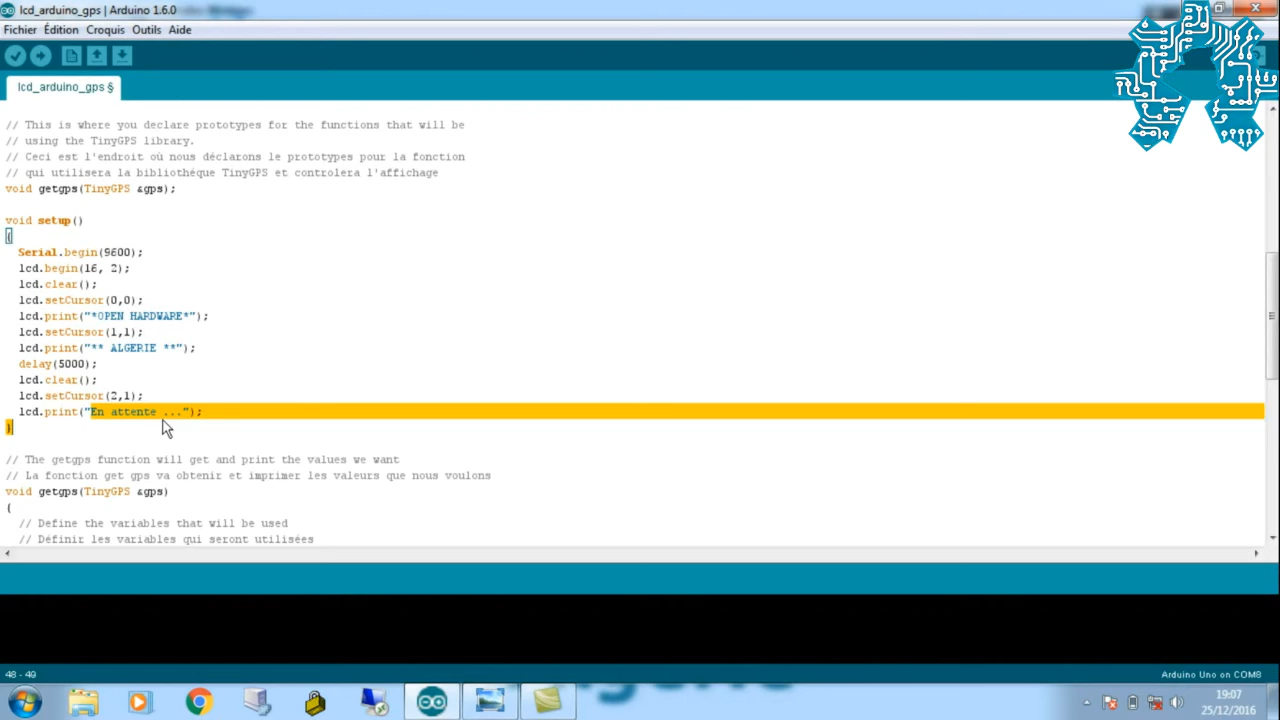 lcd_arduino_gps | Arduino 1.6.0
Fichier Édition Croquis Outils Aide
lcd_arduino_gps §
// This is where you declare prototypes for the functions that will be
// using the TinyGPS library.
// Ceci est l'endroit où nous déclarons le prototypes pour la fonction
// qui utilisera la bibliothéque TinyGPS et controlera l'affichage
void getgps(TinyGPS &gps);
void setup()
{
Serial.begin(9600);
lcd.begin(16, 2);
lcd.clear();
lcd.setCursor(0,0);
lcd.print("*OPEN HARDWARE*");
lcd.setCursor(1,1);
lcd.print("** ALGERIE **");
delay(5000);
lcd.clear();
lcd.setCursor(2,1);
lcd.print("En attente ...");
}
// The getgps function will get and print the values we want
// La fonction get gps va obtenir et imprimer les valeurs que nous voulons
void getgps(TinyGPS &gps)
{
// Define the variables that will be used
// Définir les variables qui seront utilisées
48 - 49
Arduino Uno on COM8
19:07
25/12/2016